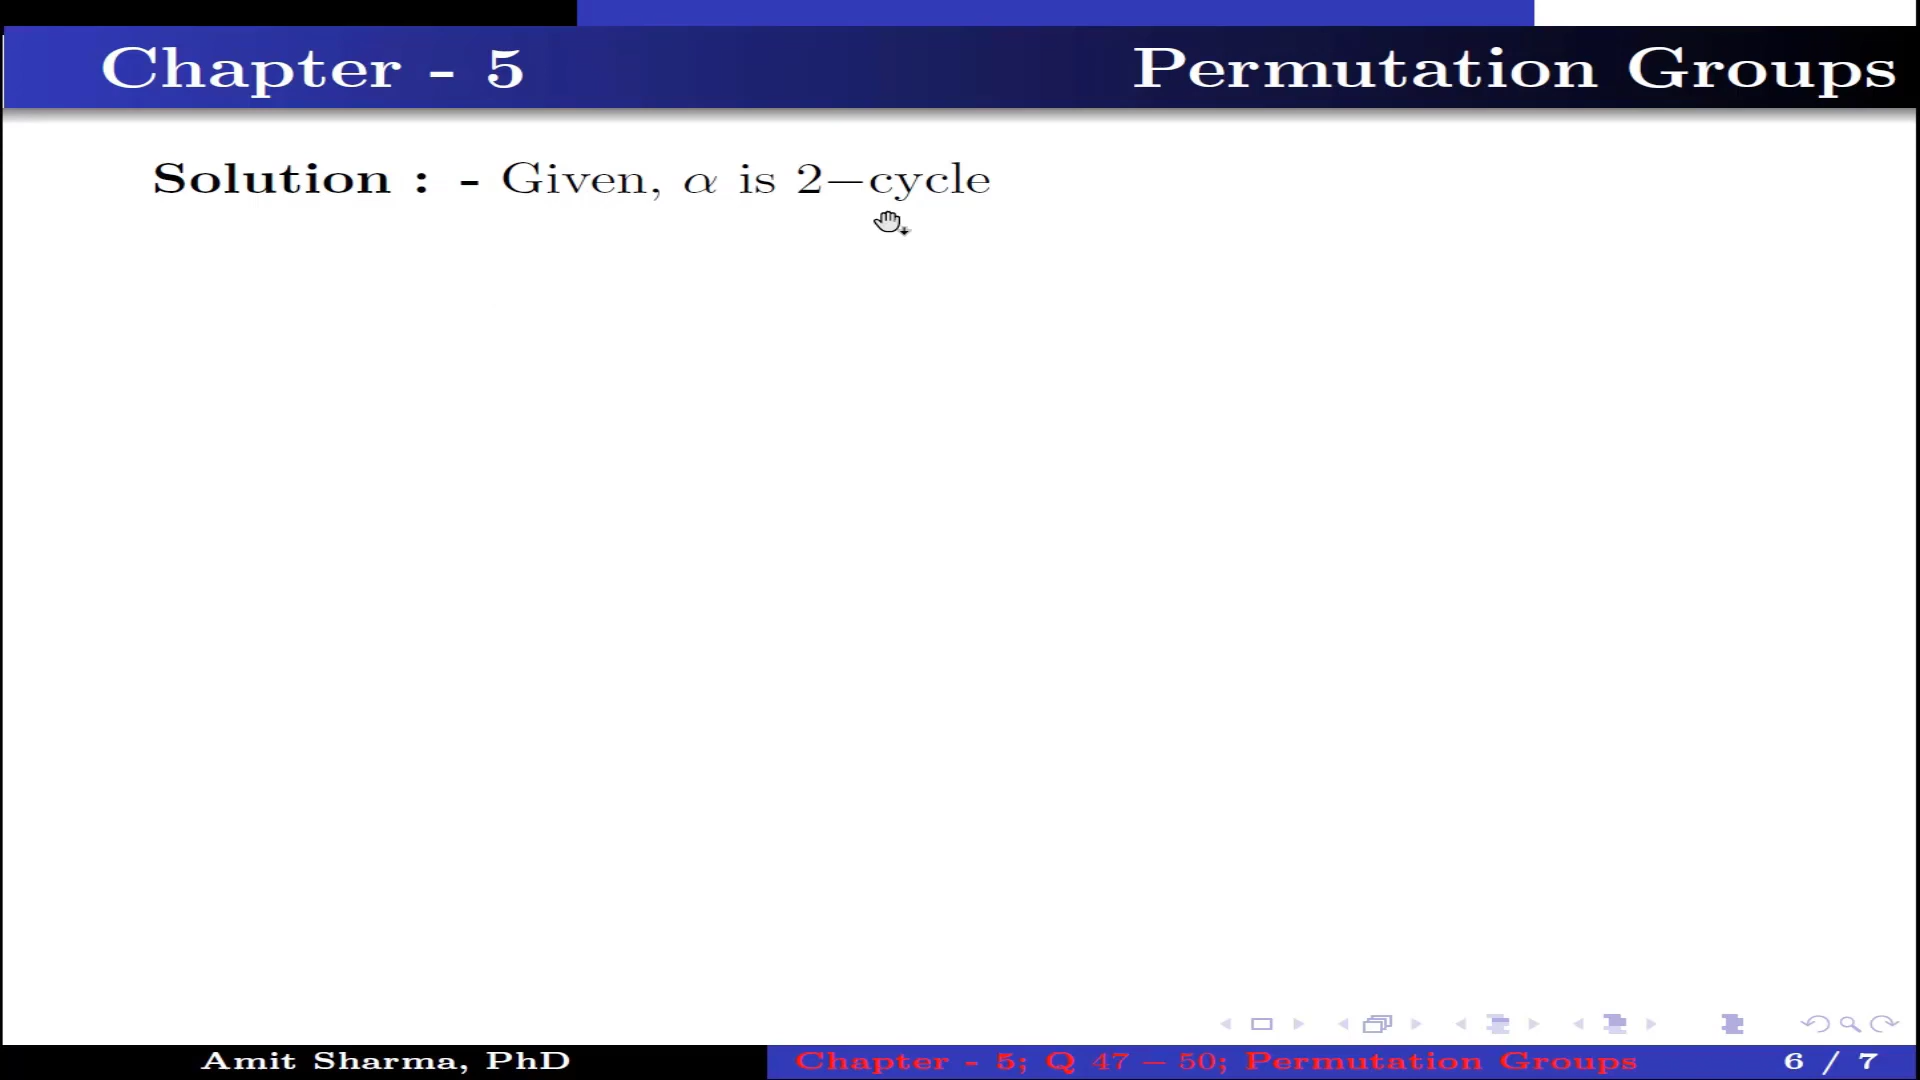 Chapter - 5 Permutation Groups
Solution : - Given, α is 2−cycle
Amit Sharma, PhD Chapter - 5; Q 47 − 50; Permutation Groups 6 / 7